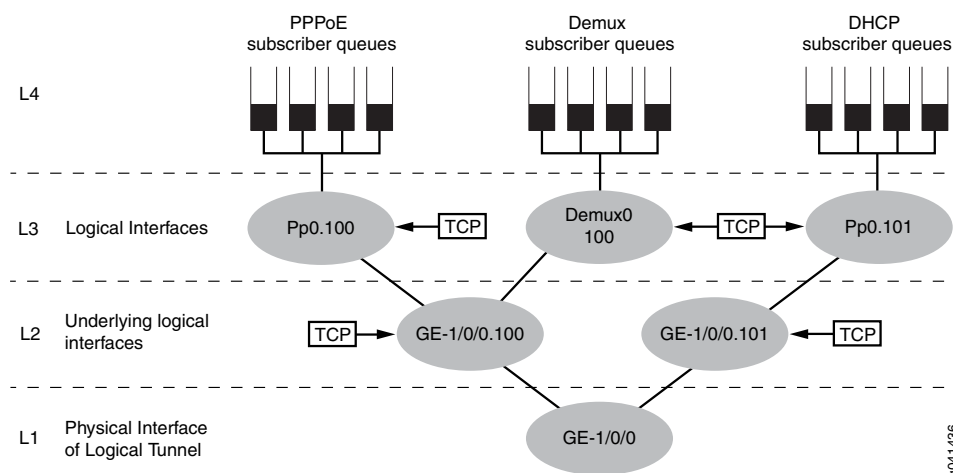 PPPoE
subscriber queues
Demux
subscriber queues
DHCP
subscriber queues
L4
L3
Logical Interfaces
Pp0.100
TCP
Demux0
100
TCP
Pp0.101
L2
Underlying logical
interfaces
TCP
GE-1/0/0.100
GE-1/0/0.101
TCP
L1
Physical Interface
of Logical Tunnel
GE-1/0/0